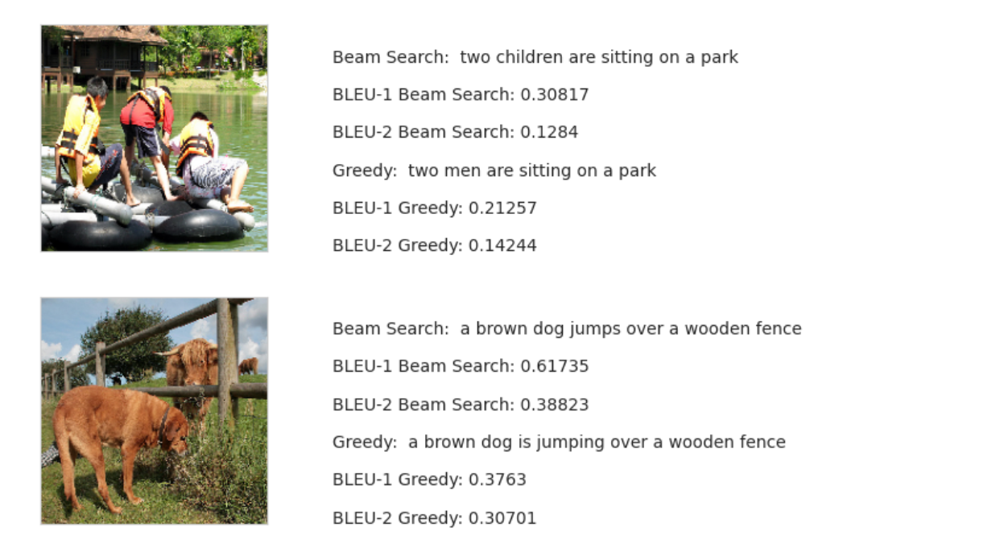 Beam Search:  two children are sitting on a park
BLEU-1 Beam Search: 0.30817
BLEU-2 Beam Search: 0.1284
Greedy:  two men are sitting on a park
BLEU-1 Greedy: 0.21257
BLEU-2 Greedy: 0.14244
Beam Search:  a brown dog jumps over a wooden fence
BLEU-1 Beam Search: 0.61735
BLEU-2 Beam Search: 0.38823
Greedy:  a brown dog is jumping over a wooden fence
BLEU-1 Greedy: 0.3763
BLEU-2 Greedy: 0.30701